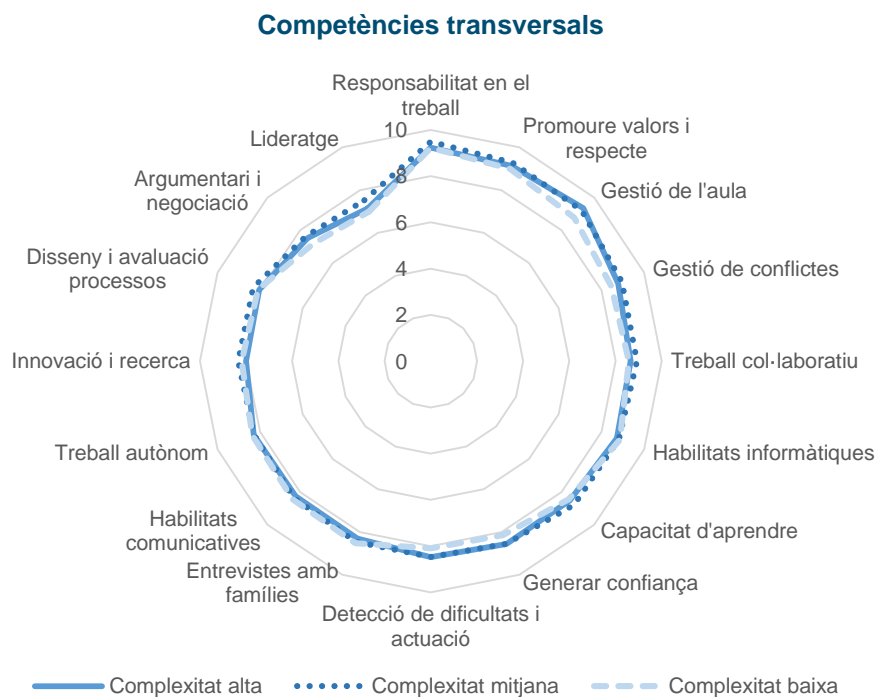 Competències transversals
Responsabilitat en el
treball
Promoure valors i
respecte
Gestió de l'aula
Gestió de conflictes
Treball col·laboratiu
Habilitats informàtiques
Capacitat d'aprendre
Generar confiança
Detecció de dificultats i
actuació
Entrevistes amb
famílies
Habilitats
comunicatives
Treball autònom
Innovació i recerca
Disseny i avaluació
processos
Argumentari i
negociació
Lideratge
10
8
6
4
2
0
Complexitat alta
Complexitat mitjana
Complexitat baixa